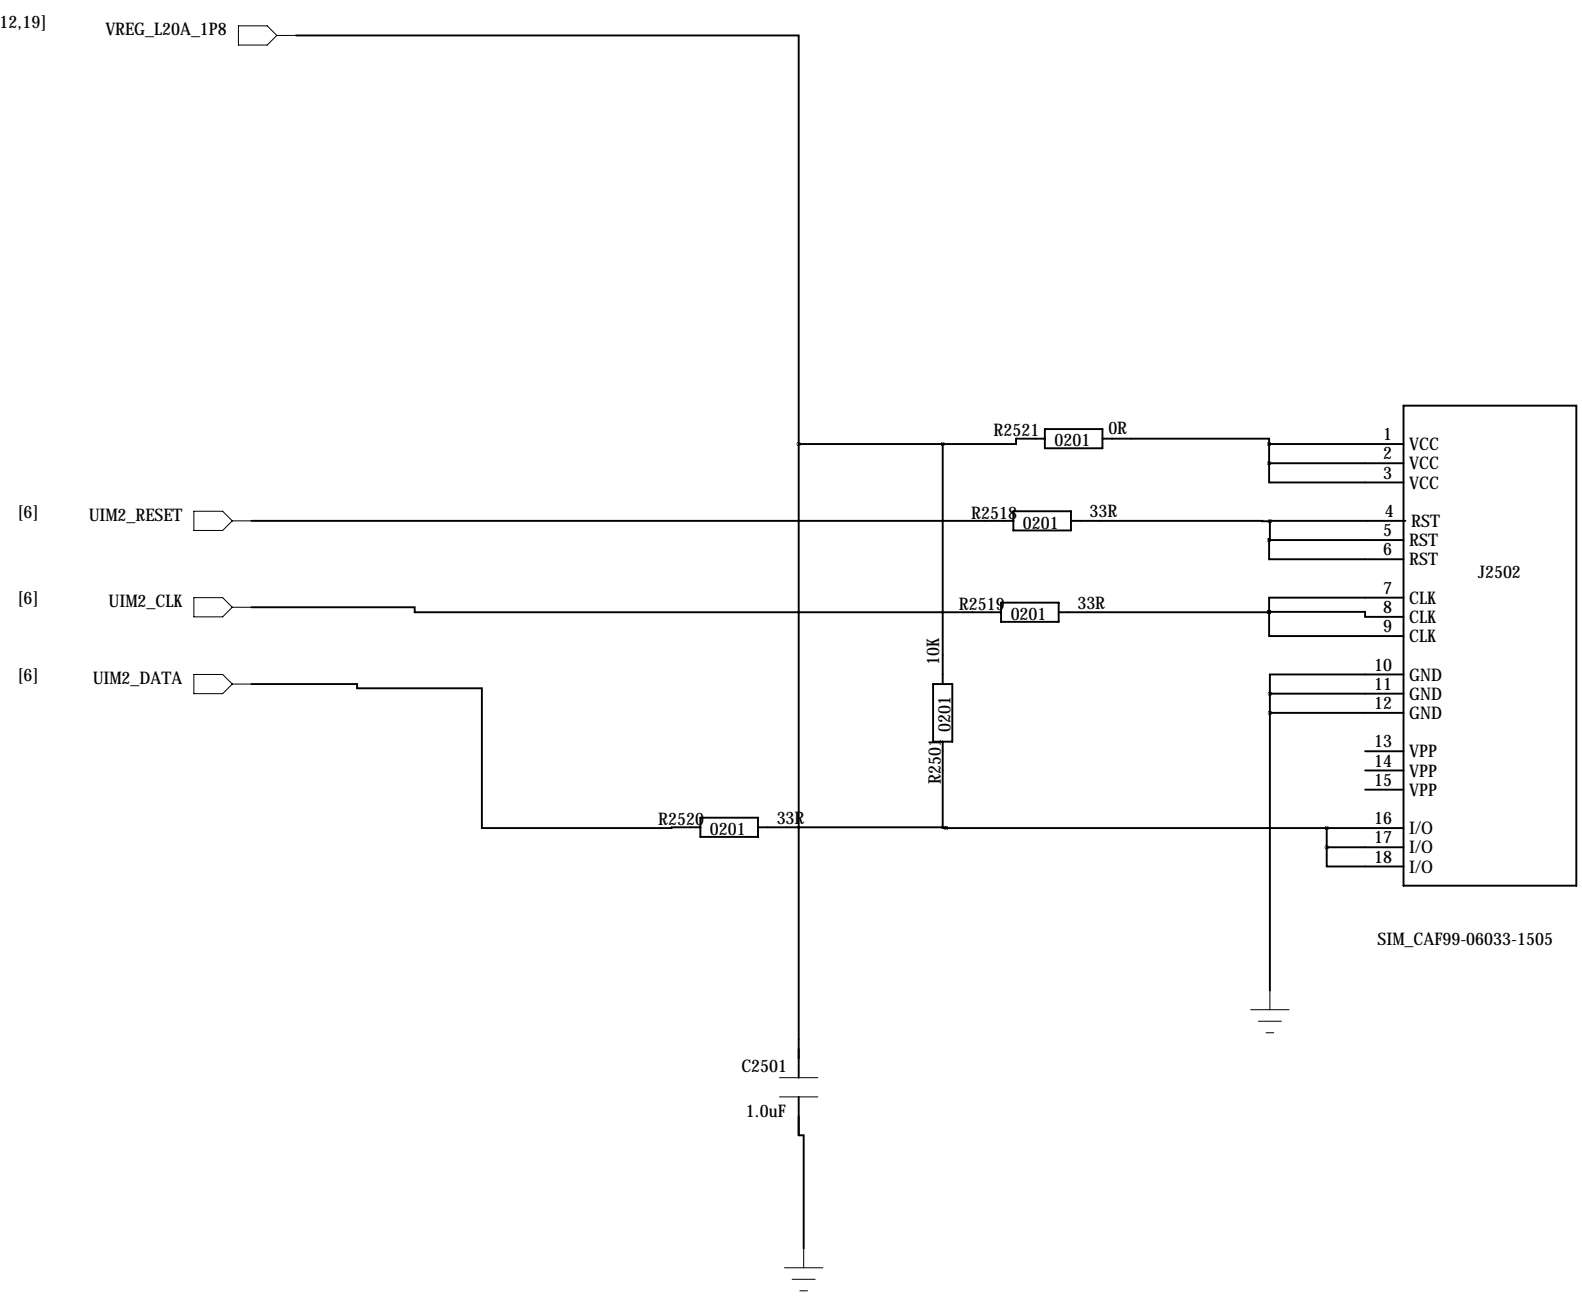 12,19]
VREG_L20A_1P8
R2521
0201
0R
1
VCC
2
VCC
3
VCC
[6]
UIM2_RESET
R2518
0201
33R
4
RST
5
RST
6
RST
J2502
[6]
UIM2_CLK
R2519
0201
33R
7
CLK
8
CLK
9
CLK
[6]
UIM2_DATA
10K
0201
R2501
10
GND
11
GND
12
GND
13
VPP
14
VPP
15
VPP
R2520
0201
33R
16
I/O
17
I/O
18
I/O
SIM_CAF99-06033-1505
C2501
1.0uF